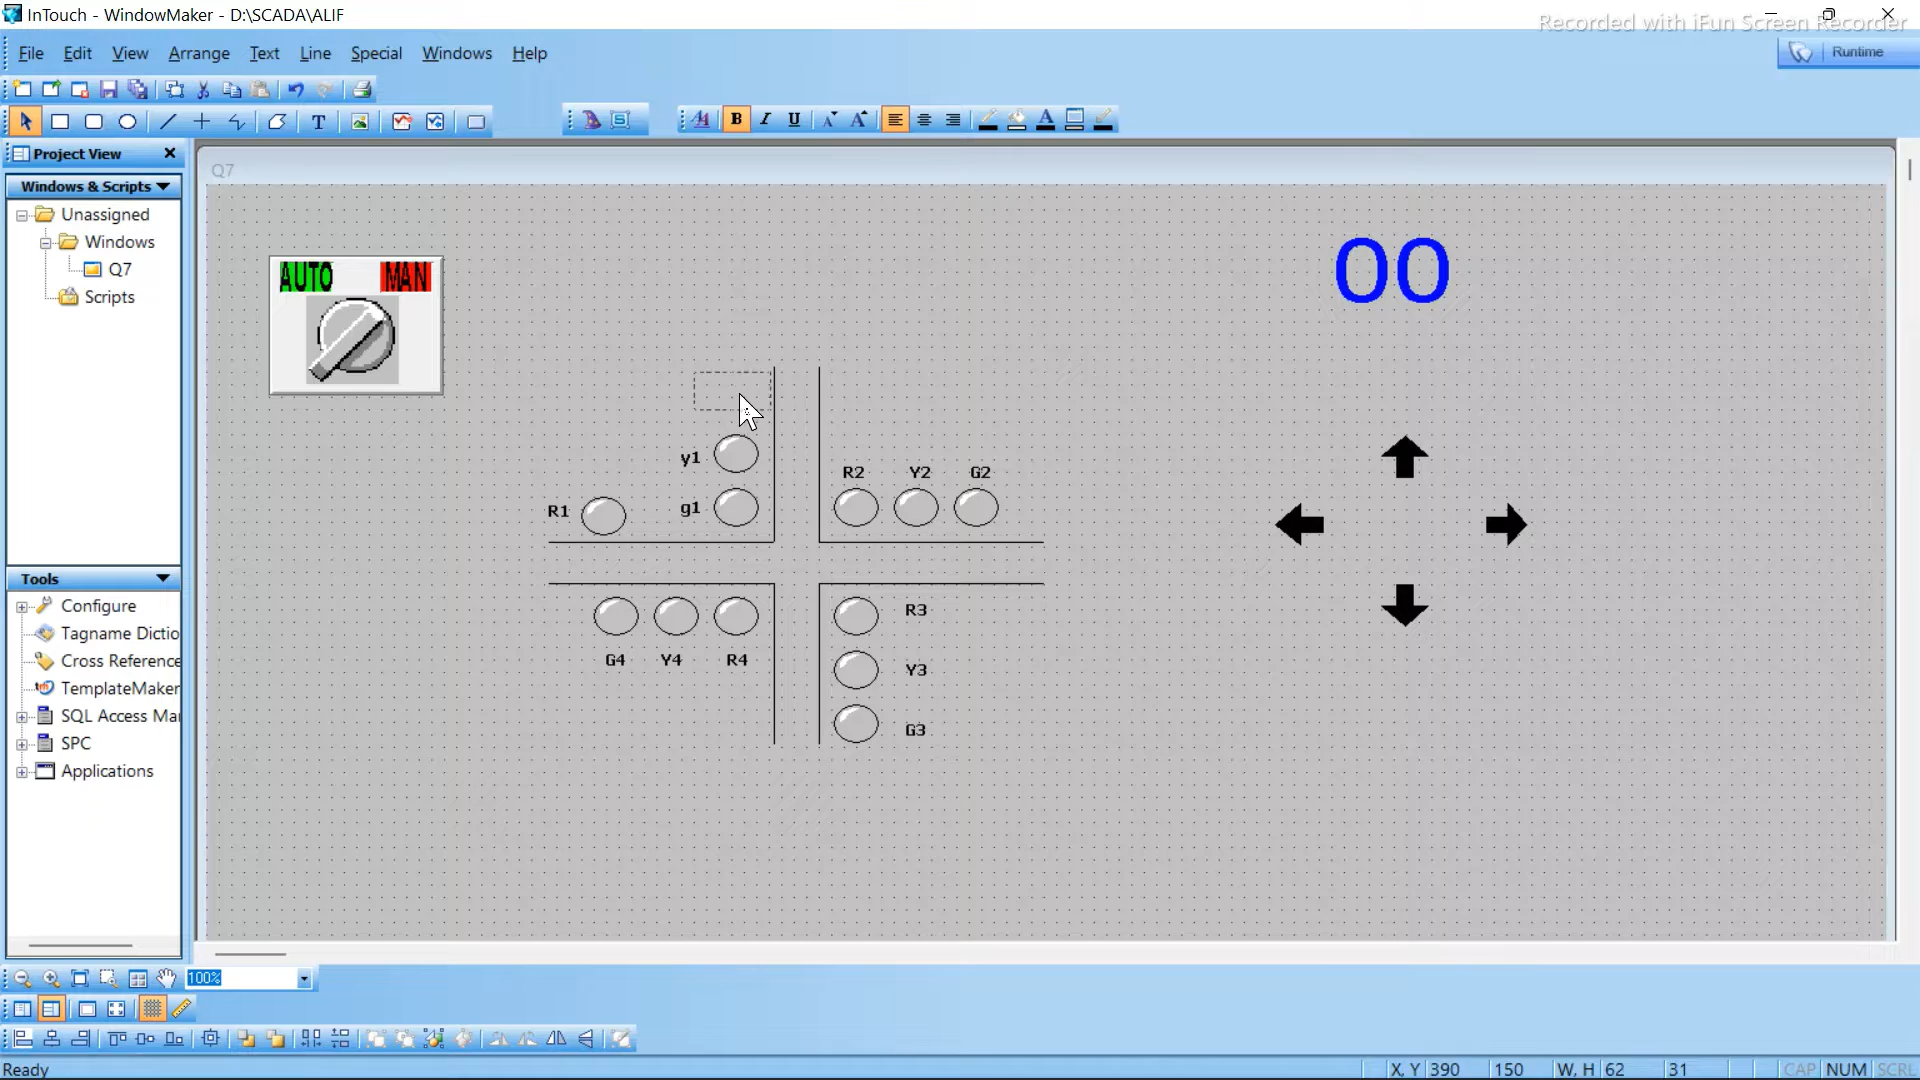 InTouch - WindowMaker - D:\SCADA\ALIF
Recorded with iFun Screen Recorder
File Edit View Arrange Text Line Special Windows Help
Runtime
Project View
Windows & Scripts
Unassigned
Windows
Q7
Scripts
Tools
Configure
Tagname Dictio
Cross Reference
TemplateMaker
SQL Access Ma
SPC
Applications
Q7
AUTO MAN
00
y1
R1
g1
R2 Y2 G2
G4 Y4 R4
R3
Y3
G3
100%
Ready
X, Y 390 150 W, H 62 31 CAP NUM SCRL